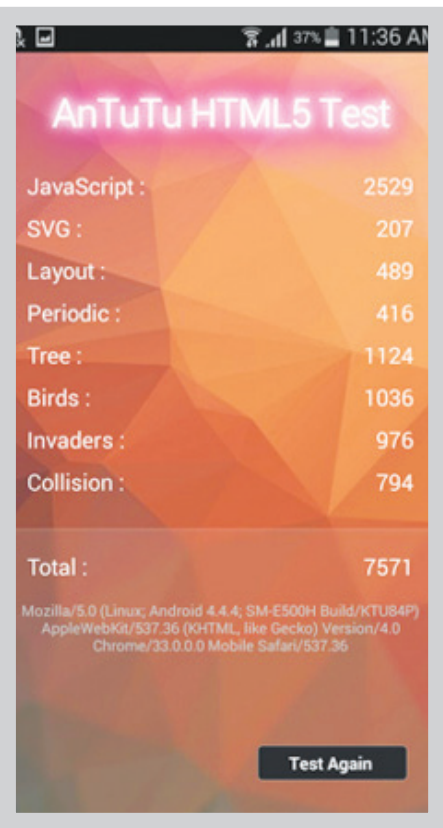 37% 11:36 AM
AnTuTu HTML5 Test
JavaScript : 2529
SVG : 207
Layout : 489
Periodic : 416
Tree : 1124
Birds : 1036
Invaders : 976
Collision : 794
Total : 7571
Mozilla/5.0 (Linux; Android 4.4.4; SM-E500H Build/KTU84P)
AppleWebKit/537.36 (KHTML, like Gecko) Version/4.0
Chrome/33.0.0.0 Mobile Safari/537.36
Test Again